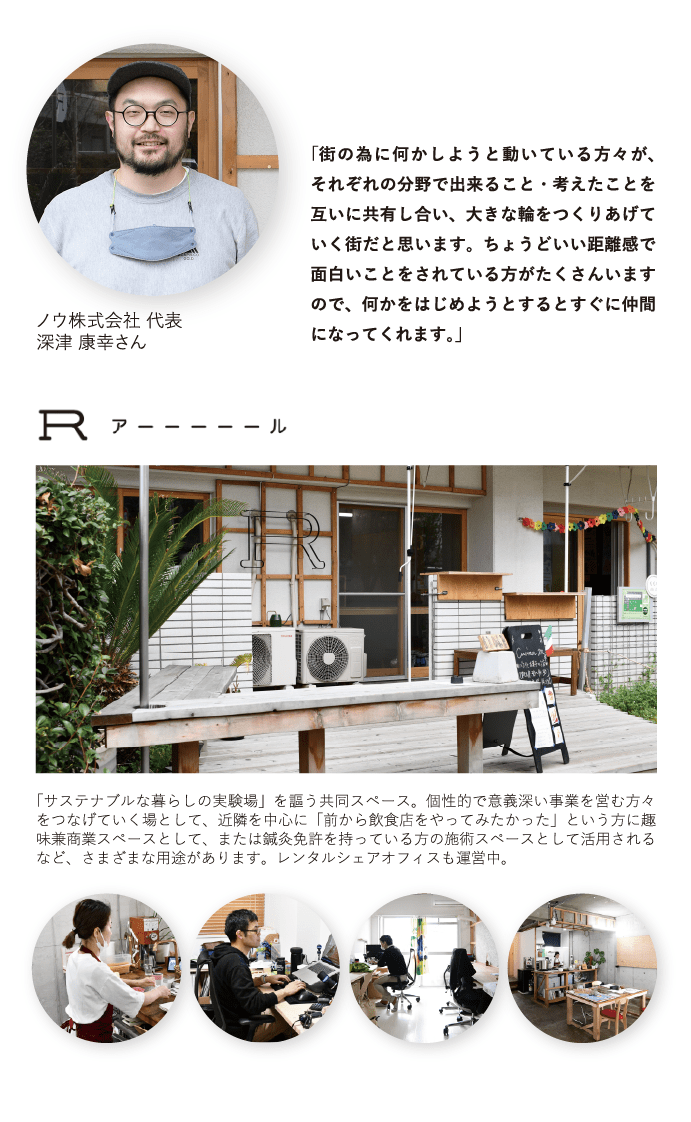 「街の為に何かしようと動いている方々が、
それぞれの分野で出来ること・考えたことを
互いに共有し合い、大きな輪をつくりあげて
いく街だと思います。ちょうどいい距離感で
面白いことをされている方がたくさんいます
ので、何かをはじめようとするとすぐに仲間
になってくれます。」
ノウ株式会社 代表
深津 康幸さん
R アーーーーール
R
「サステナブルな暮らしの実験場」を謳う共同スペース。個性的で意義深い事業を営む方々
をつなげていく場として、近隣を中心に「前から飲食店をやってみたかった」という方に趣
味兼商業スペースとして、または鍼灸免許を持っている方の施術スペースとして活用される
など、さまざまな用途があります。レンタルシェアオフィスも運営中。